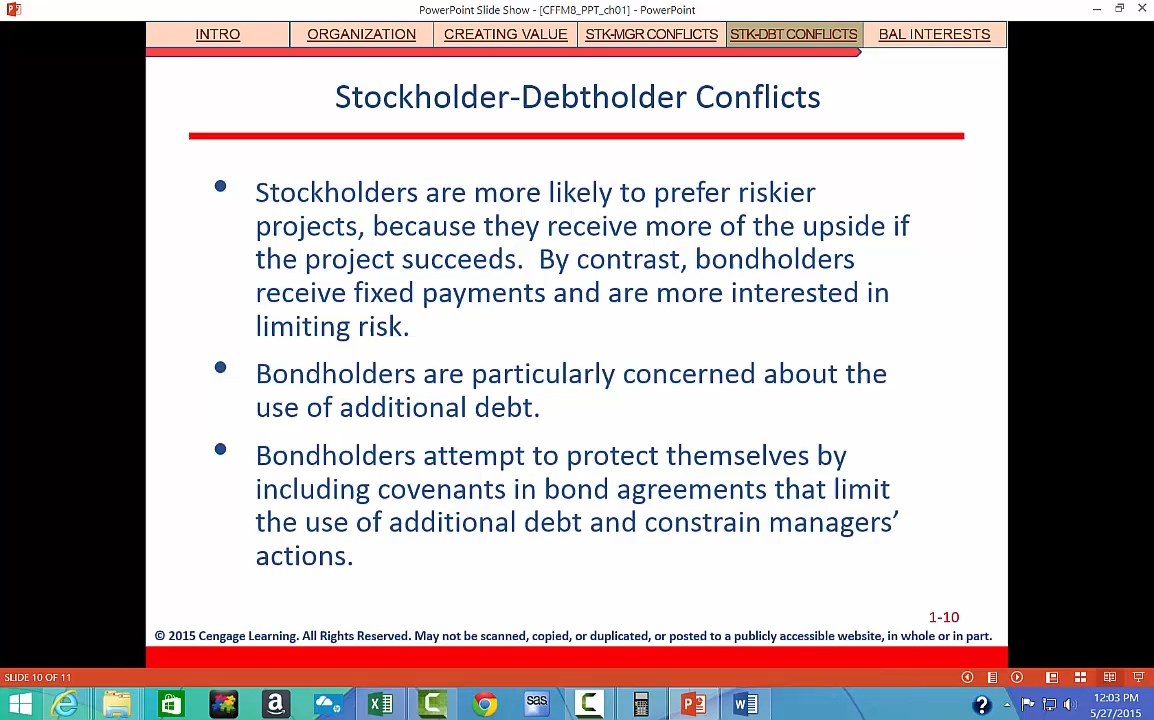 PowerPoint Slide Show - [CFFM8_PPT_ch01] - PowerPoint
INTRO ORGANIZATION CREATING VALUE STK-MGR CONFLICTS STK-DBT CONFLICTS BAL INTERESTS
Stockholder-Debtholder Conflicts
• Stockholders are more likely to prefer riskier
projects, because they receive more of the upside if
the project succeeds.  By contrast, bondholders
receive fixed payments and are more interested in
limiting risk.
• Bondholders are particularly concerned about the
use of additional debt.
• Bondholders attempt to protect themselves by
including covenants in bond agreements that limit
the use of additional debt and constrain managers’
actions.
1-10
© 2015 Cengage Learning. All Rights Reserved. May not be scanned, copied, or duplicated, or posted to a publicly accessible website, in whole or in part.
SLIDE 10 OF 11
sas
12:03 PM
5/27/2015